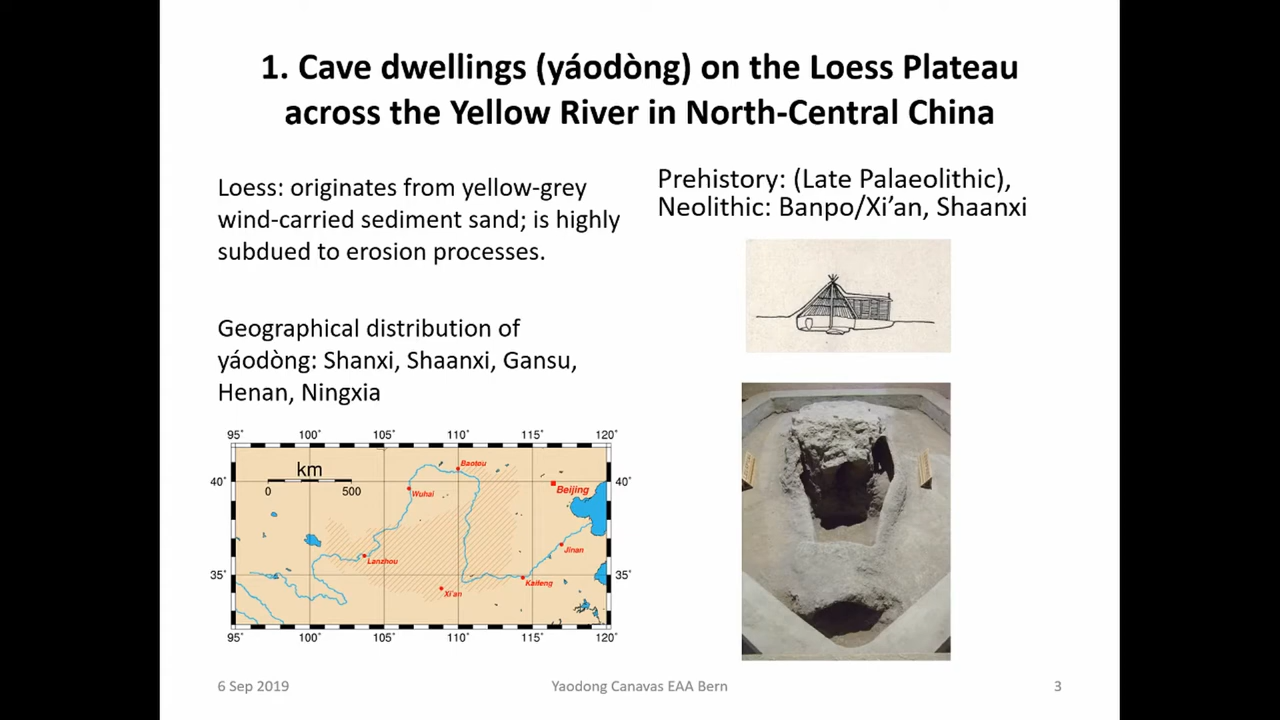 1. Cave dwellings (yáodòng) on the Loess Plateau
across the Yellow River in North-Central China
Loess: originates from yellow-grey
wind-carried sediment sand; is highly
subdued to erosion processes.
Geographical distribution of
yáodòng: Shanxi, Shaanxi, Gansu,
Henan, Ningxia
95˚ 100˚ 105˚ 110˚ 115˚ 120˚
km
0 500
40˚ 40˚
35˚ 35˚
Baotou
Wuhai
Beijing
Lanzhou
Jinan
Kaifeng
Xi'an
95˚ 100˚ 105˚ 110˚ 115˚ 120˚
Prehistory: (Late Palaeolithic),
Neolithic: Banpo/Xi’an, Shaanxi
6 Sep 2019
Yaodong Canavas EAA Bern
3